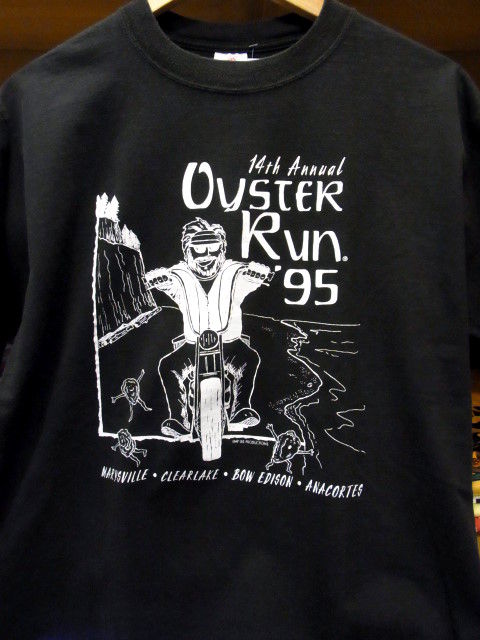 14th Annual
OYSTER
RUN.
'95
MARYSVILLE • CLEARLAKE • BOW EDISON • ANACORTES